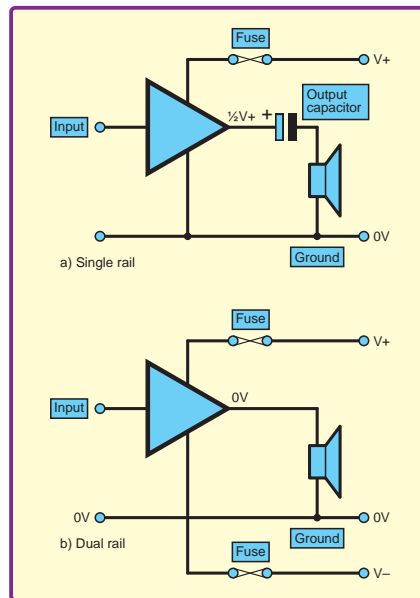 Fuse
V+
Output
capacitor
Input
½V+
+
0V
Ground
a) Single rail
Fuse
V+
Input
0V
0V
0V
Ground
b) Dual rail
Fuse
V–